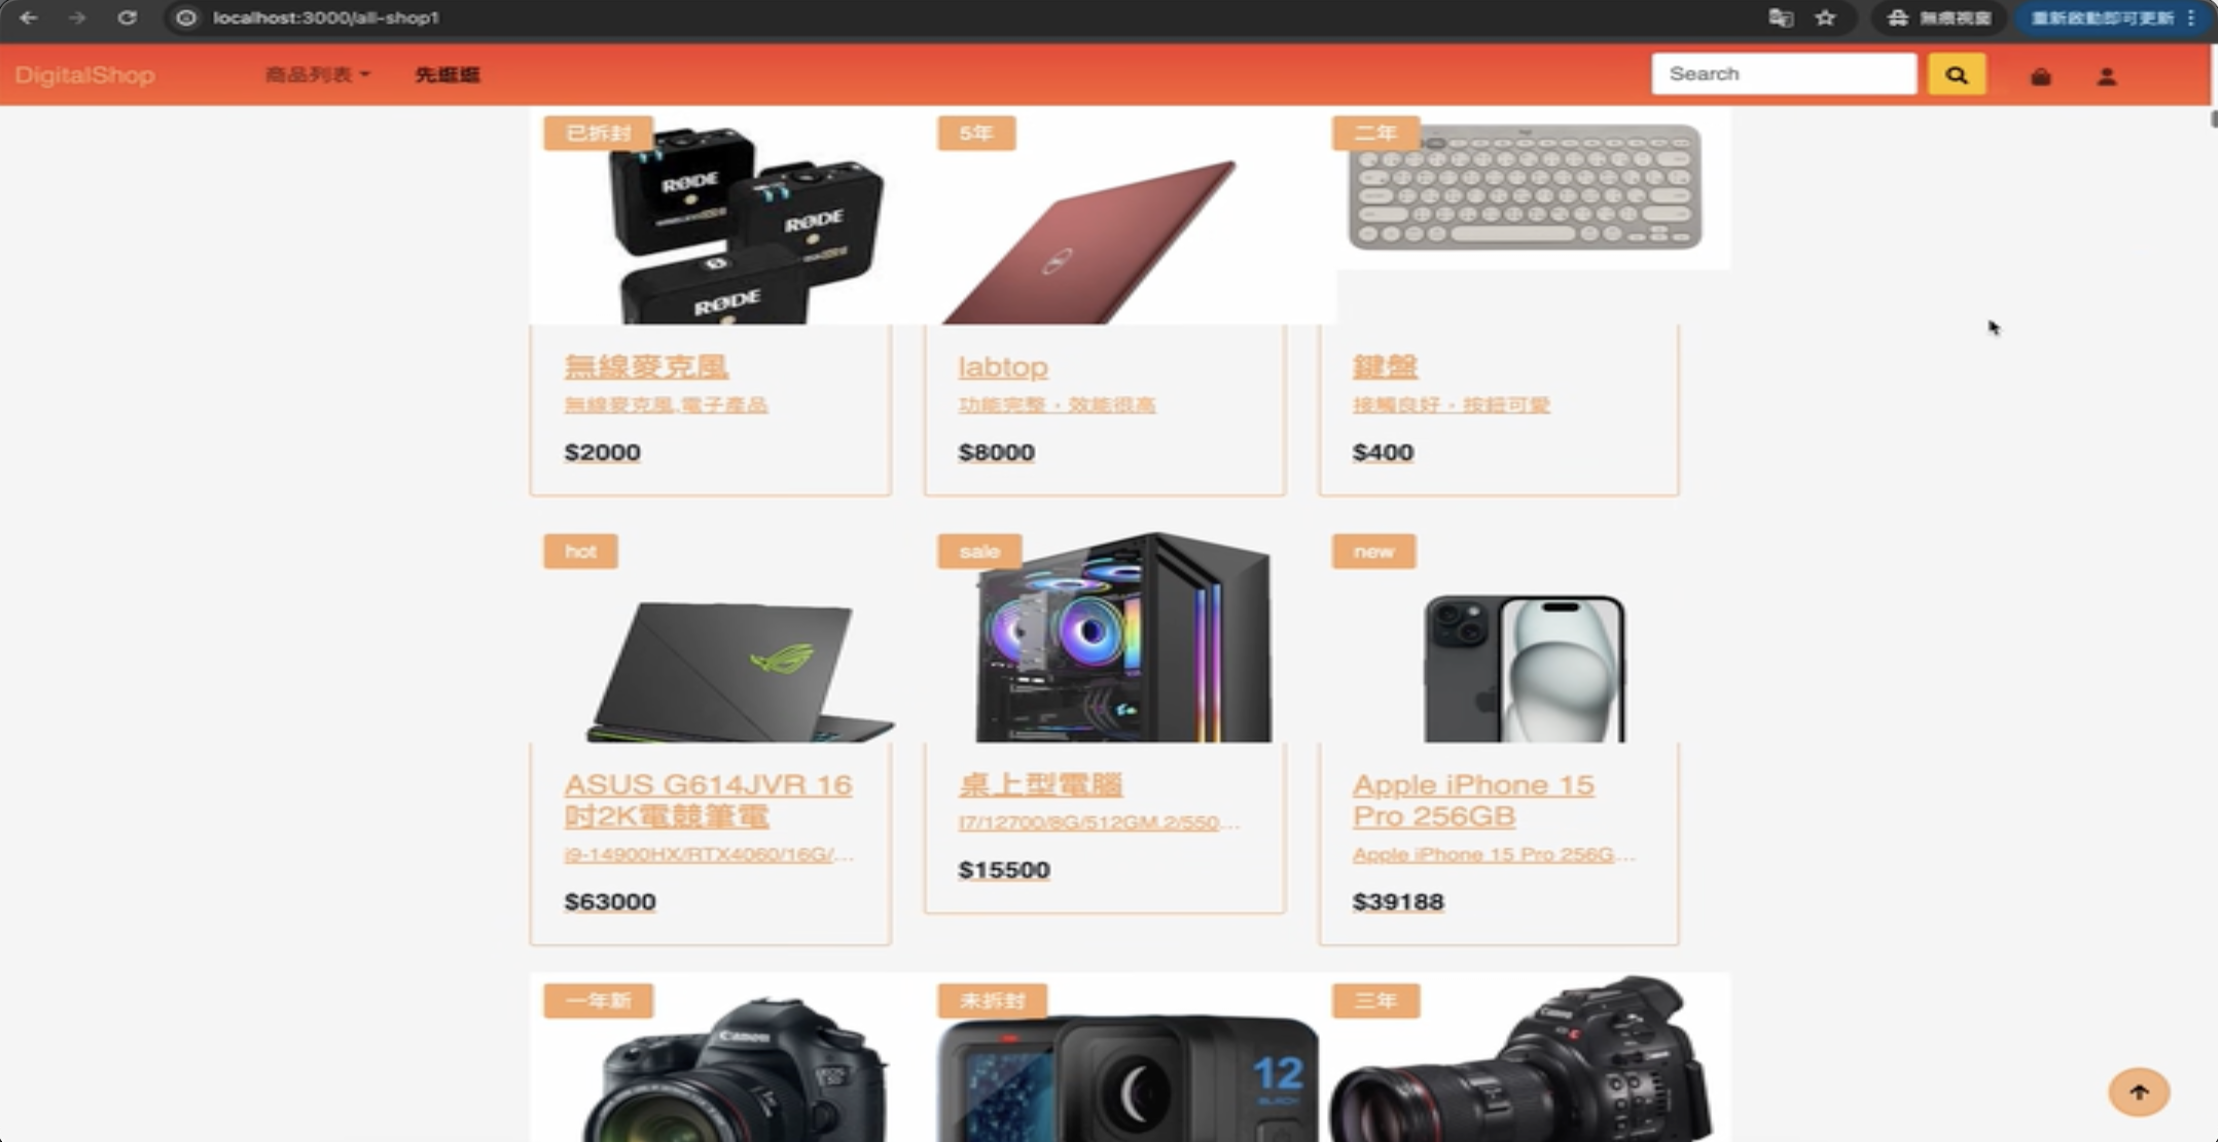 localhost:3000/all-shop1
無痕視窗
重新啟動即可更新
DigitalShop
商品列表
先逛逛
Search
已拆封
5年
二年
RØDE
RØDE
RØDE
無線麥克風
labtop
鍵盤
無線麥克風,電子產品
功能完整，效能很高
接觸良好，按鈕可愛
$2000
$8000
$400
hot
sale
new
ASUS G614JVR 16
吋2K電競筆電
桌上型電腦
Apple iPhone 15
Pro 256GB
i9-14900HX/RTX4060/16G/...
I7/12700/8G/512GM.2/550...
Apple iPhone 15 Pro 256G...
$63000
$15500
$39188
一年新
未拆封
三年
Canon
EOS
5D
12
BLACK
Canon